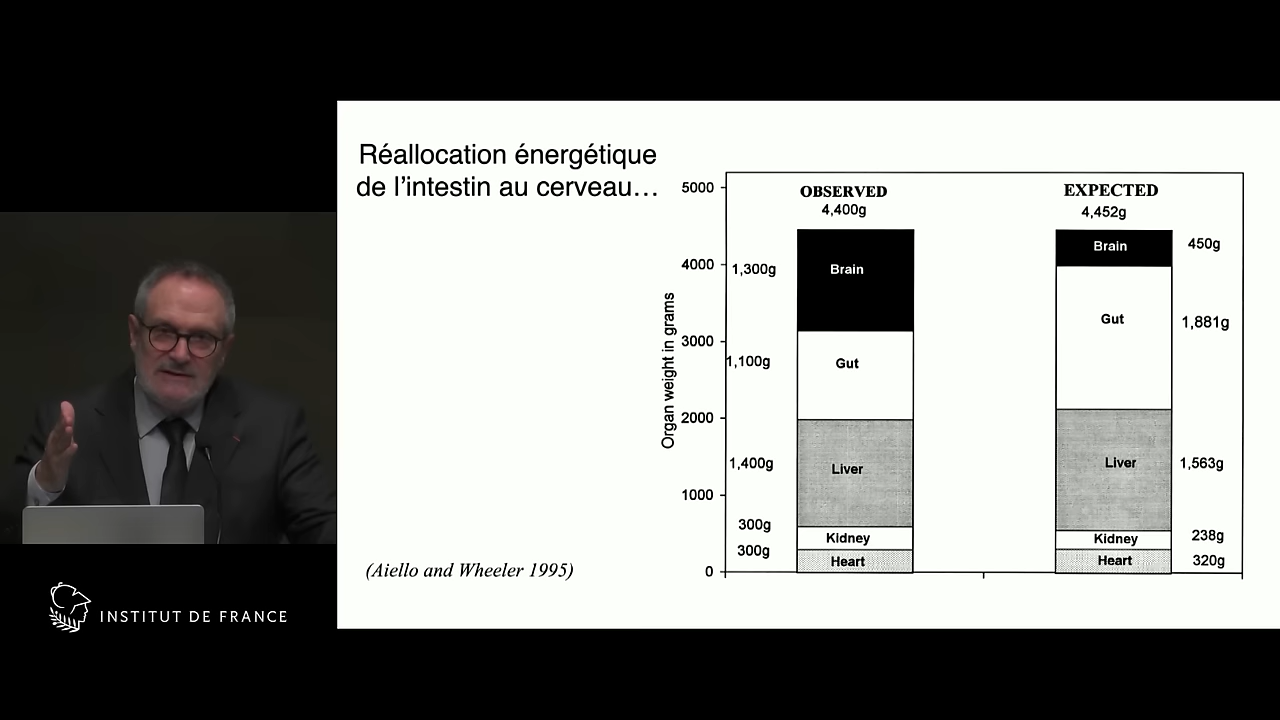 Réallocation énergétique
de l’intestin au cerveau…
(Aiello and Wheeler 1995)
Organ weight in grams
5000
4000
3000
2000
1000
0
OBSERVED
4,400g
1,300g
Brain
1,100g
Gut
1,400g
Liver
300g
Kidney
300g
Heart
EXPECTED
4,452g
Brain
450g
Gut
1,881g
Liver
1,563g
Kidney
238g
Heart
320g
INSTITUT DE FRANCE